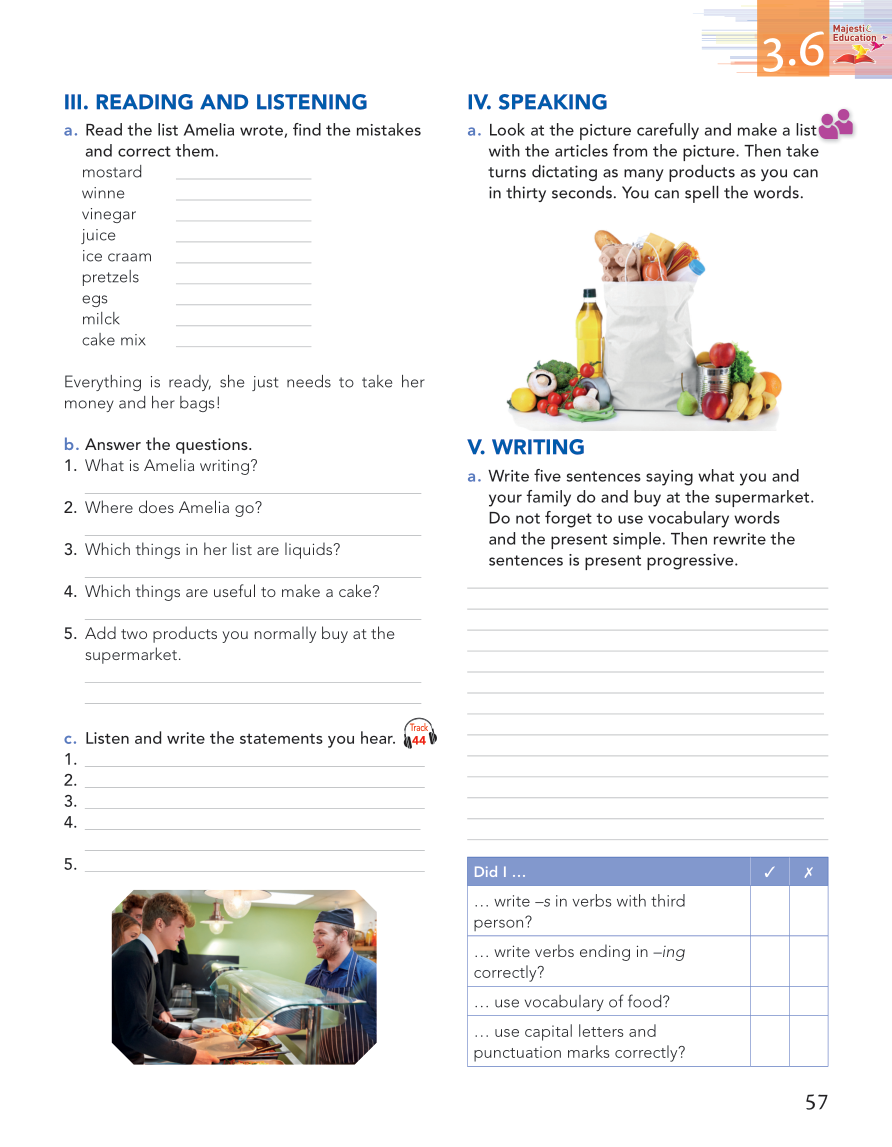 3.6
Majestic
Education
III. READING AND LISTENING
a. Read the list Amelia wrote, find the mistakes
and correct them.
mostard
winne
vinegar
juice
ice craam
pretzels
egs
milck
cake mix
Everything is ready, she just needs to take her
money and her bags!
b. Answer the questions.
1. What is Amelia writing?
2. Where does Amelia go?
3. Which things in her list are liquids?
4. Which things are useful to make a cake?
5. Add two products you normally buy at the
supermarket.
c. Listen and write the statements you hear.
Track
44
1.
2.
3.
4.
5.
IV. SPEAKING
a. Look at the picture carefully and make a list
with the articles from the picture. Then take
turns dictating as many products as you can
in thirty seconds. You can spell the words.
V. WRITING
a. Write five sentences saying what you and
your family do and buy at the supermarket.
Do not forget to use vocabulary words
and the present simple. Then rewrite the
sentences is present progressive.
Did I … ✓ ✗
… write –s in verbs with third
person?
… write verbs ending in –ing
correctly?
… use vocabulary of food?
… use capital letters and
punctuation marks correctly?
57